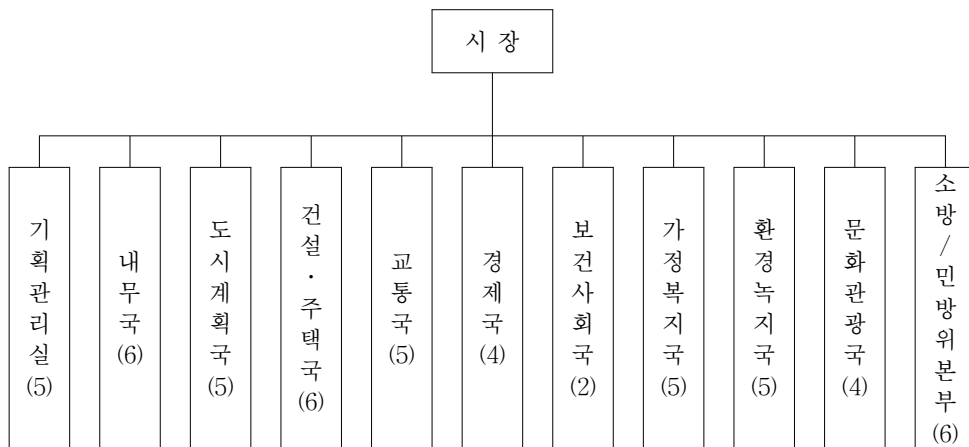 시 장
기획관리실(5)
내무국(6)
도시계획국(5)
건설·주택국(6)
교통국(5)
경제국(4)
보건사회국(2)
가정복지국(5)
환경녹지국(5)
문화관광국(4)
소방/민방위본부(6)